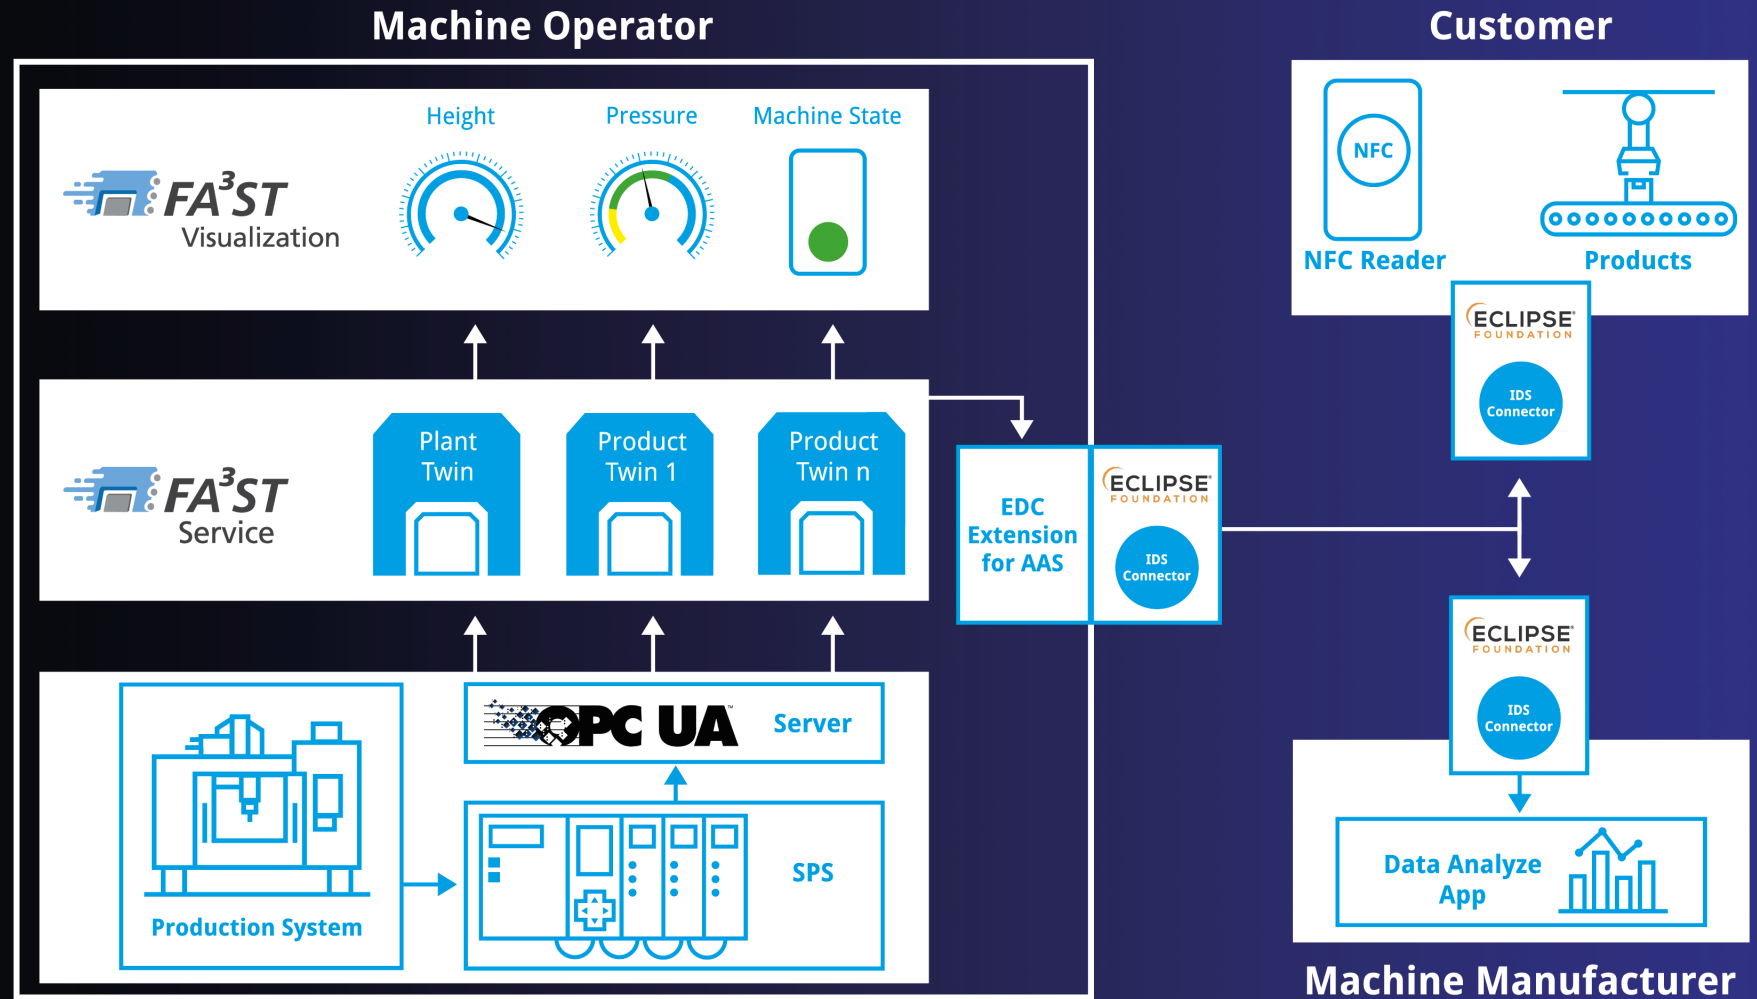 Machine Operator
Customer
Height
Pressure
Machine State
FA³ST
Visualization
NFC
NFC Reader
Products
ECLIPSE®
FOUNDATION
IDS
Connector
FA³ST
Service
Plant
Twin
Product
Twin 1
Product
Twin n
EDC
Extension
for AAS
ECLIPSE®
FOUNDATION
IDS
Connector
ECLIPSE®
FOUNDATION
IDS
Connector
Production System
OPC UA™
Server
SPS
Data Analyze
App
Machine Manufacturer